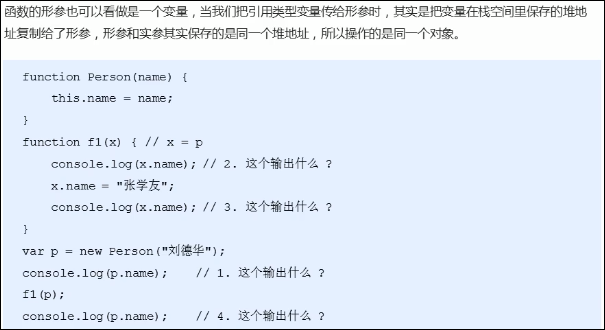 函数的形参也可以看做是一个变量，当我们把引用类型变量传给形参时，其实是把变量在栈空间里保存的堆地
址复制给了形参，形参和实参其实保存的是同一个堆地址，所以操作的是同一个对象。
function Person(name) {
    this.name = name;
}
function f1(x) { // x = p
    console.log(x.name); // 2. 这个输出什么 ?
    x.name = "张学友";
    console.log(x.name); // 3. 这个输出什么 ?
}
var p = new Person("刘德华");
console.log(p.name);    // 1. 这个输出什么 ?
f1(p);
console.log(p.name);    // 4. 这个输出什么 ?